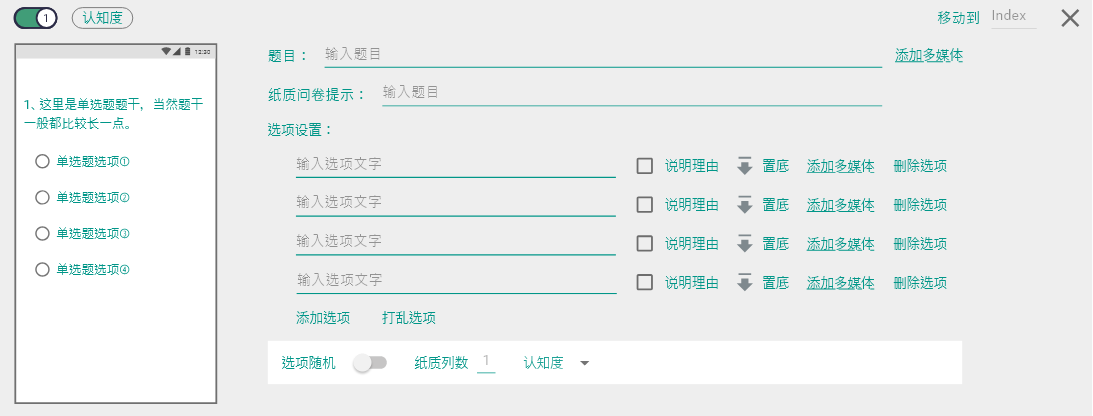 1 认知度 移动到 Index
12:30
1、这里是单选题题干，当然题干
一般都比较长一点。
单选题选项①
单选题选项②
单选题选项③
单选题选项④
题目： 输入题目 添加多媒体
纸质问卷提示： 输入题目
选项设置：
输入选项文字 说明理由 置底 添加多媒体 删除选项
输入选项文字 说明理由 置底 添加多媒体 删除选项
输入选项文字 说明理由 置底 添加多媒体 删除选项
输入选项文字 说明理由 置底 添加多媒体 删除选项
添加选项 打乱选项
选项随机 纸质列数 1 认知度